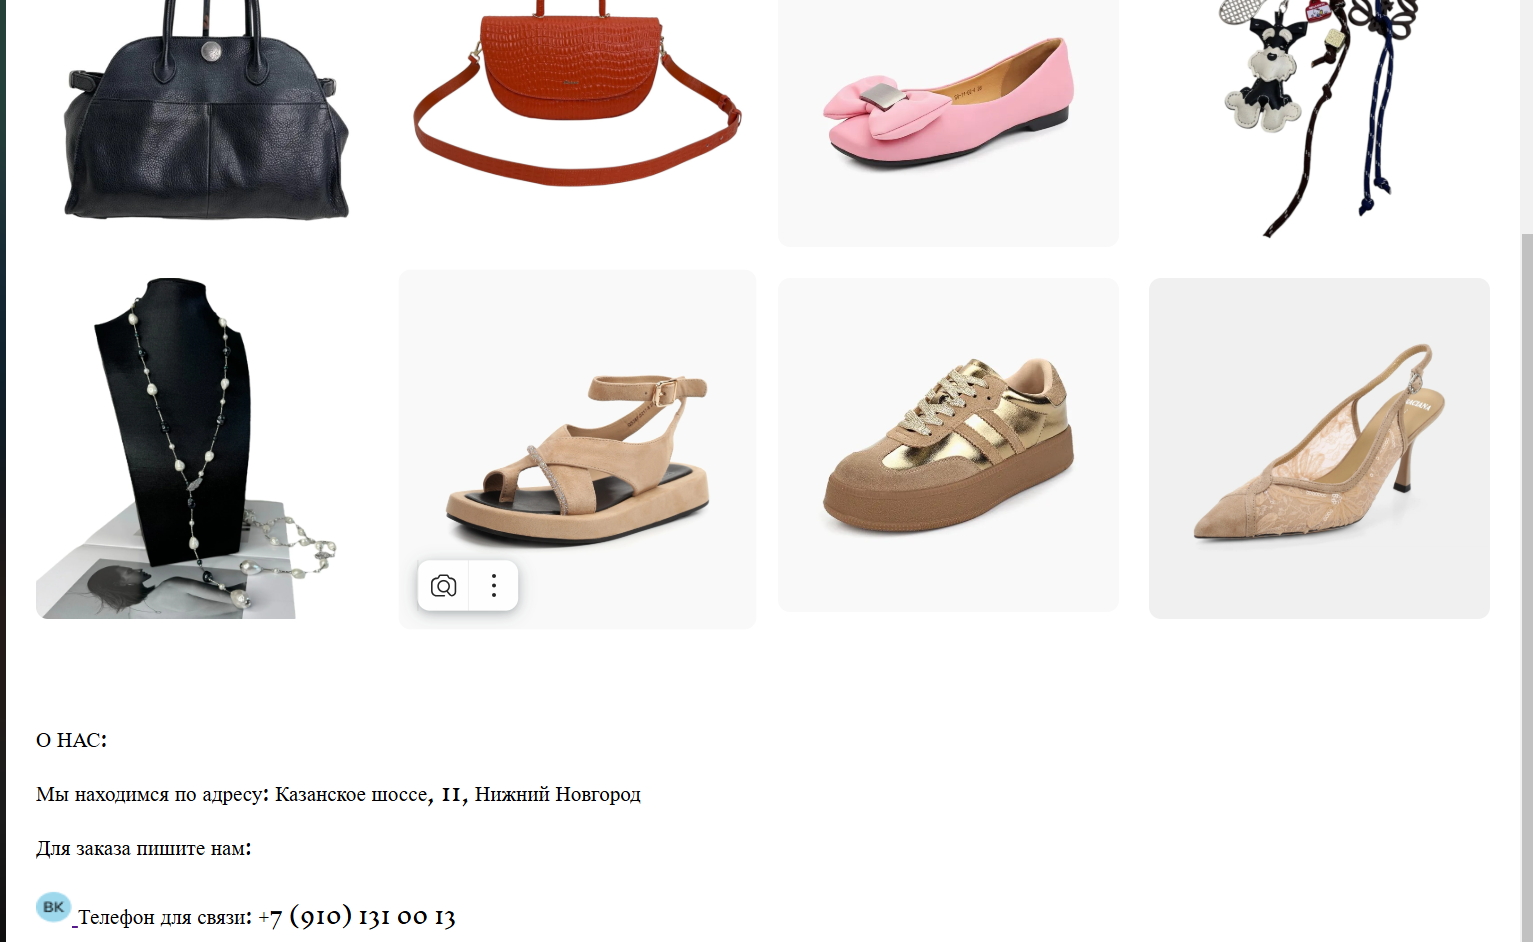 О НАС:
Мы находимся по адресу: Казанское шоссе, 11, Нижний Новгород
Для заказа пишите нам:
ВК Телефон для связи: +7 (910) 131 00 13